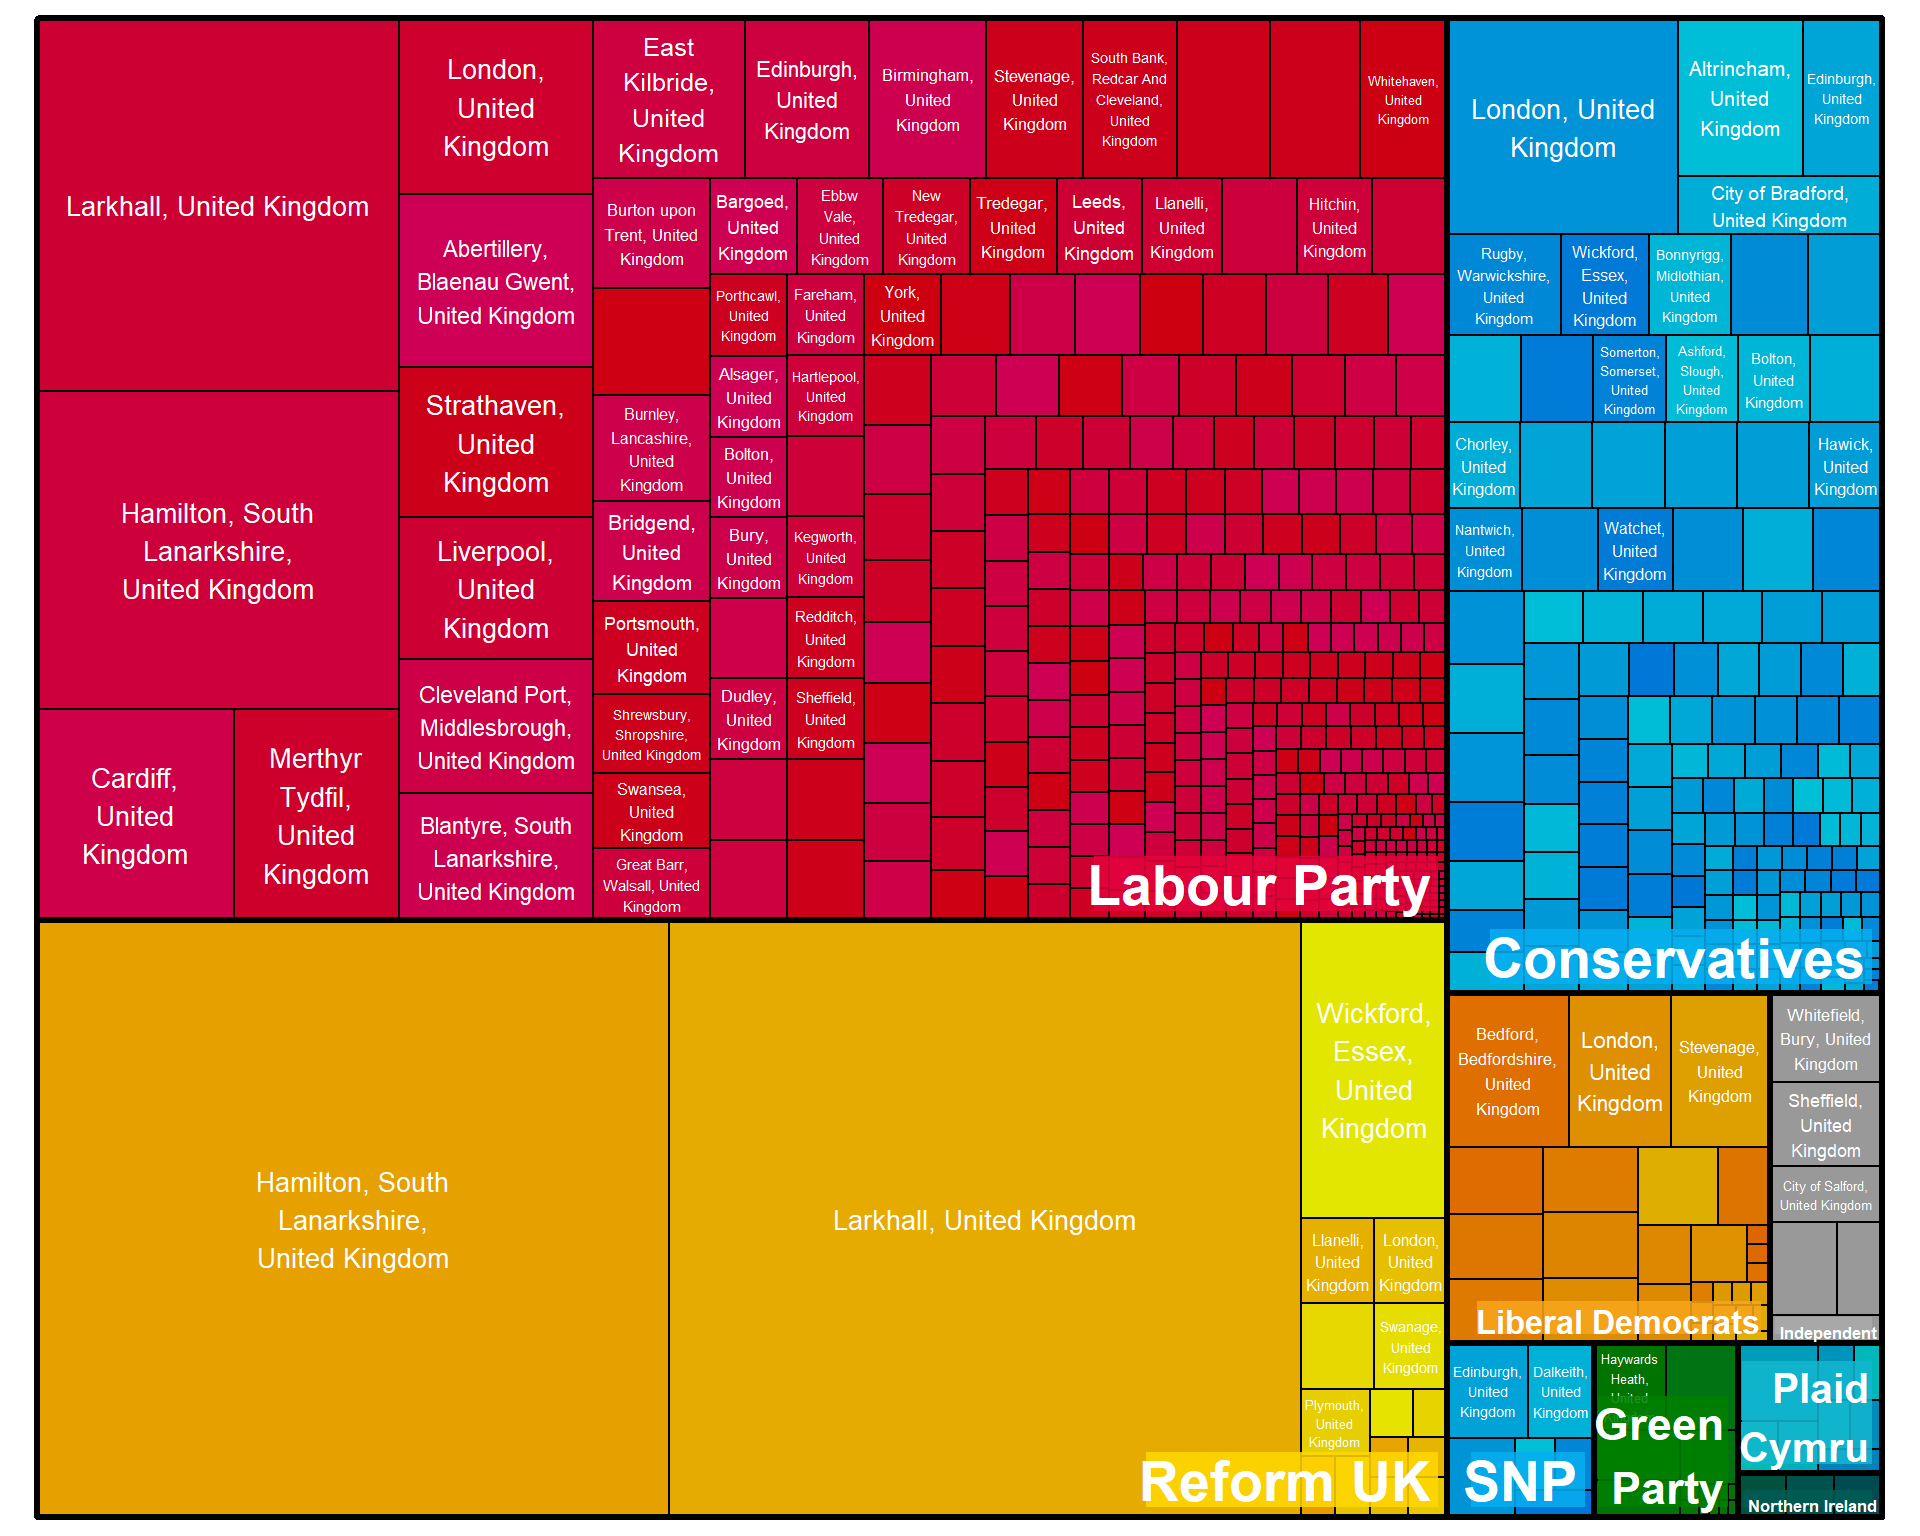 Larkhall, United Kingdom
Hamilton, South
Lanarkshire,
United Kingdom
Cardiff,
United
Kingdom
Merthyr
Tydfil,
United
Kingdom
London,
United
Kingdom
Abertillery,
Blaenau Gwent,
United Kingdom
Strathaven,
United
Kingdom
Liverpool,
United
Kingdom
Cleveland Port,
Middlesbrough,
United Kingdom
Blantyre, South
Lanarkshire,
United Kingdom
East
Kilbride,
United
Kingdom
Edinburgh,
United
Kingdom
Birmingham,
United
Kingdom
Stevenage,
United
Kingdom
South Bank,
Redcar And
Cleveland,
United
Kingdom
Whitehaven,
United
Kingdom
Burton upon
Trent, United
Kingdom
Bargoed,
United
Kingdom
Ebbw
Vale,
United
Kingdom
New
Tredegar,
United
Kingdom
Tredegar,
United
Kingdom
Leeds,
United
Kingdom
Llanelli,
United
Kingdom
Hitchin,
United
Kingdom
Porthcawl,
United
Kingdom
Fareham,
United
Kingdom
York,
United
Kingdom
Alsager,
United
Kingdom
Hartlepool,
United
Kingdom
Burnley,
Lancashire,
United
Kingdom
Bolton,
United
Kingdom
Bridgend,
United
Kingdom
Bury,
United
Kingdom
Kegworth,
United
Kingdom
Portsmouth,
United
Kingdom
Redditch,
United
Kingdom
Shrewsbury,
Shropshire,
United Kingdom
Dudley,
United
Kingdom
Sheffield,
United
Kingdom
Swansea,
United
Kingdom
Great Barr,
Walsall, United
Kingdom
Labour Party
London, United
Kingdom
Altrincham,
United
Kingdom
Edinburgh,
United
Kingdom
City of Bradford,
United Kingdom
Rugby,
Warwickshire,
United
Kingdom
Wickford,
Essex,
United
Kingdom
Bonnyrigg,
Midlothian,
United
Kingdom
Somerton,
Somerset,
United
Kingdom
Ashford,
Slough,
United
Kingdom
Bolton,
United
Kingdom
Chorley,
United
Kingdom
Hawick,
United
Kingdom
Nantwich,
United
Kingdom
Watchet,
United
Kingdom
Conservatives
Hamilton, South
Lanarkshire,
United Kingdom
Larkhall, United Kingdom
Wickford,
Essex,
United
Kingdom
Llanelli,
United
Kingdom
London,
United
Kingdom
Swanage,
United
Kingdom
Plymouth,
United
Kingdom
Reform UK
Bedford,
Bedfordshire,
United
Kingdom
London,
United
Kingdom
Stevenage,
United
Kingdom
Liberal Democrats
Whitefield,
Bury, United
Kingdom
Sheffield,
United
Kingdom
City of Salford,
United Kingdom
Independent
Edinburgh,
United
Kingdom
Dalkeith,
United
Kingdom
SNP
Haywards
Heath,
United
Green
Party
Plaid
Cymru
Northern Ireland